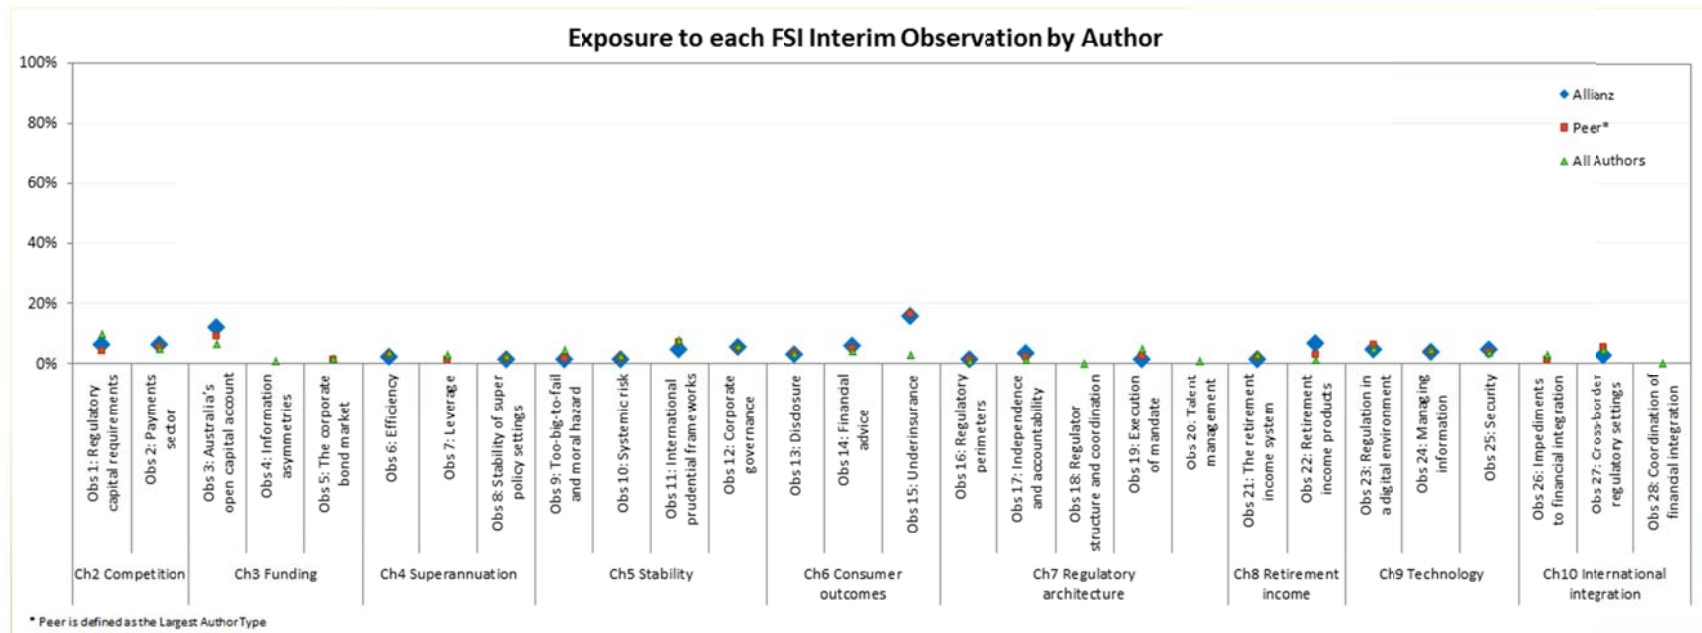 Exposure to each FSI Interim Observation by Author
100%
80%
60%
40%
20%
0%
Allianz
Peer*
All Authors
Obs 1: Regulatory
capital requirements
Obs 2: Payments
sector
Obs 3: Australia's
open capital account
Obs 4: Information
asymmetries
Obs 5: The corporate
bond market
Obs 6: Efficiency
Obs 7: Leverage
Obs 8: Stability of super
policy settings
Obs 9: Too-big-to-fail
and moral hazard
Obs 10: Systemic risk
Obs 11: International
prudential frameworks
Obs 12: Corporate
governance
Obs 13: Disclosure
Obs 14: Financial
advice
Obs 15: Underinsurance
Obs 16: Regulatory
perimeters
Obs 17: Independence
and accountability
Obs 18: Regulator
structure and coordination
Obs 19: Execution
of mandate
Obs 20: Talent
management
Obs 21: The retirement
income system
Obs 22: Retirement
income products
Obs 23: Regulation in
a digital environment
Obs 24: Managing
information
Obs 25: Security
Obs 26: Impediments
to financial integration
Obs 27: Cross-border
regulatory settings
Obs 28: Coordination of
financial integration
Ch2 Competition
Ch3 Funding
Ch4 Superannuation
Ch5 Stability
Ch6 Consumer
outcomes
Ch7 Regulatory
architecture
Ch8 Retirement
income
Ch9 Technology
Ch10 International
integration
* Peer is defined as the Largest Author Type